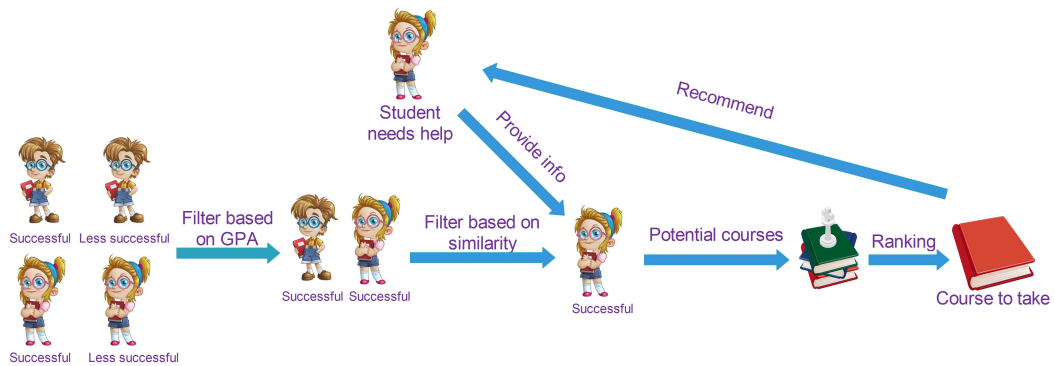 Student
needs help
Recommend
Provide info
Successful
Less successful
Successful
Less successful
Filter based
on GPA
Successful
Successful
Filter based on
similarity
Successful
Potential courses
Ranking
Course to take